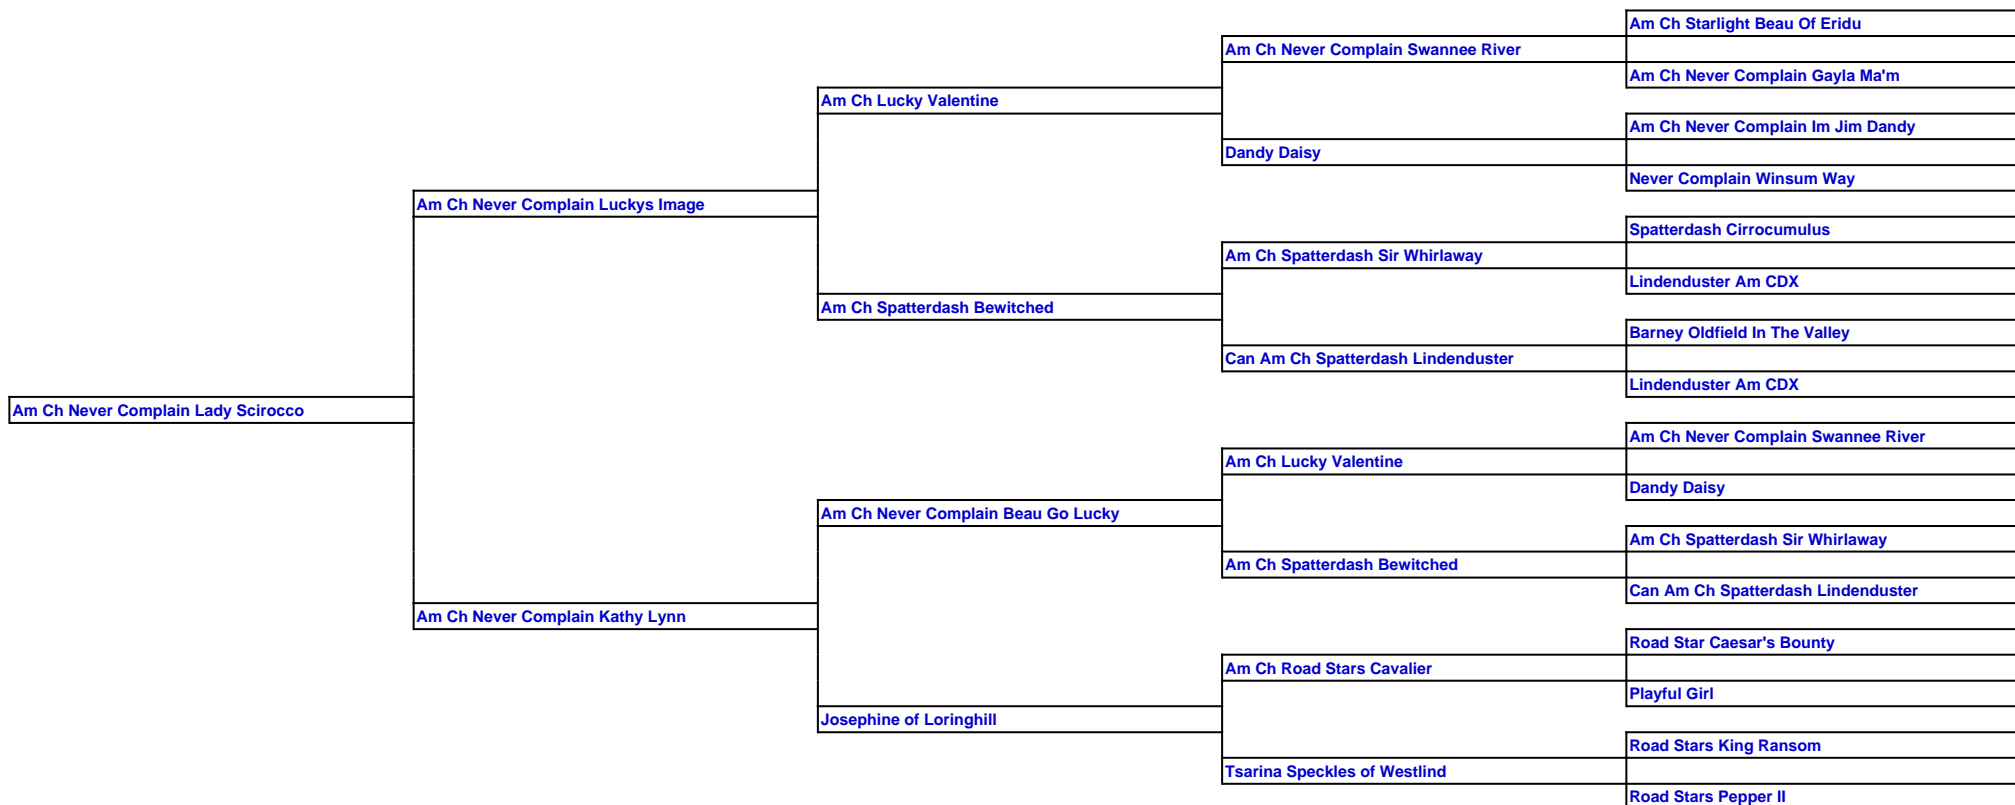 Am Ch Starlight Beau Of Eridu
Am Ch Never Complain Swannee River
Am Ch Never Complain Gayla Ma'm
Am Ch Lucky Valentine
Am Ch Never Complain Im Jim Dandy
Dandy Daisy
Never Complain Winsum Way
Am Ch Never Complain Luckys Image
Spatterdash Cirrocumulus
Am Ch Spatterdash Sir Whirlaway
Lindenduster Am CDX
Am Ch Spatterdash Bewitched
Barney Oldfield In The Valley
Can Am Ch Spatterdash Lindenduster
Lindenduster Am CDX
Am Ch Never Complain Lady Scirocco
Am Ch Never Complain Swannee River
Am Ch Lucky Valentine
Dandy Daisy
Am Ch Never Complain Beau Go Lucky
Am Ch Spatterdash Sir Whirlaway
Am Ch Spatterdash Bewitched
Can Am Ch Spatterdash Lindenduster
Am Ch Never Complain Kathy Lynn
Road Star Caesar's Bounty
Am Ch Road Stars Cavalier
Playful Girl
Josephine of Loringhill
Road Stars King Ransom
Tsarina Speckles of Westlind
Road Stars Pepper II